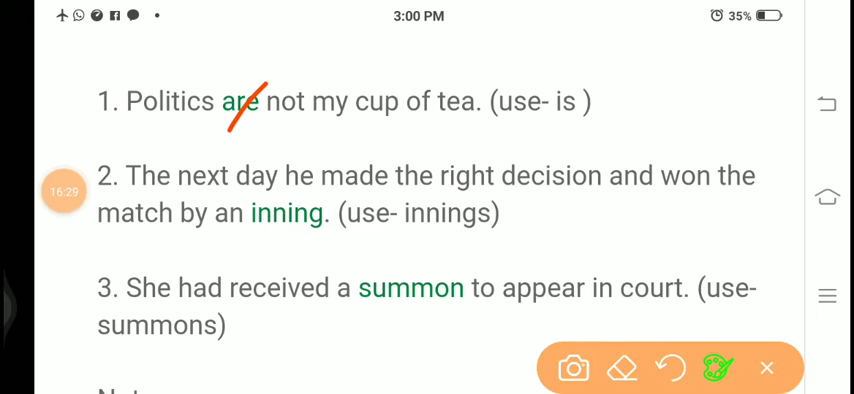 3:00 PM
35%
1. Politics are not my cup of tea. (use- is )
16:29
2. The next day he made the right decision and won the
match by an inning. (use- innings)
3. She had received a summon to appear in court. (use-
summons)